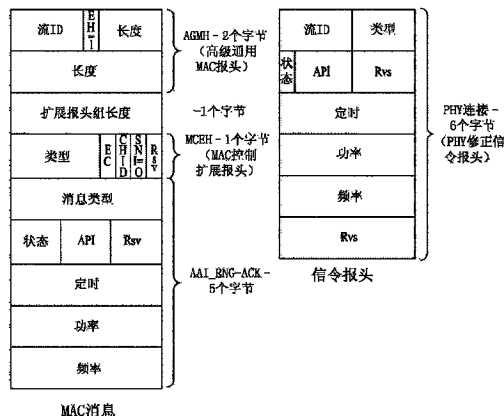 流ID
EH=1
长度
长度
AGMH-2个字节
(高级通用
MAC报头)
扩展报头组长度
-1个字节
类型
EC
CHID
SNI=0
Rsv
MCEH-1个字节
(MAC控制
扩展报头)
消息类型
状态
API
Rsv
定时
功率
频率
AAI_RNG-ACK-
5个字节
MAC消息
流ID
类型
状态
API
Rvs
定时
功率
频率
Rvs
PHY连接-
6个字节
(PHY修正信
令报头)
信令报头